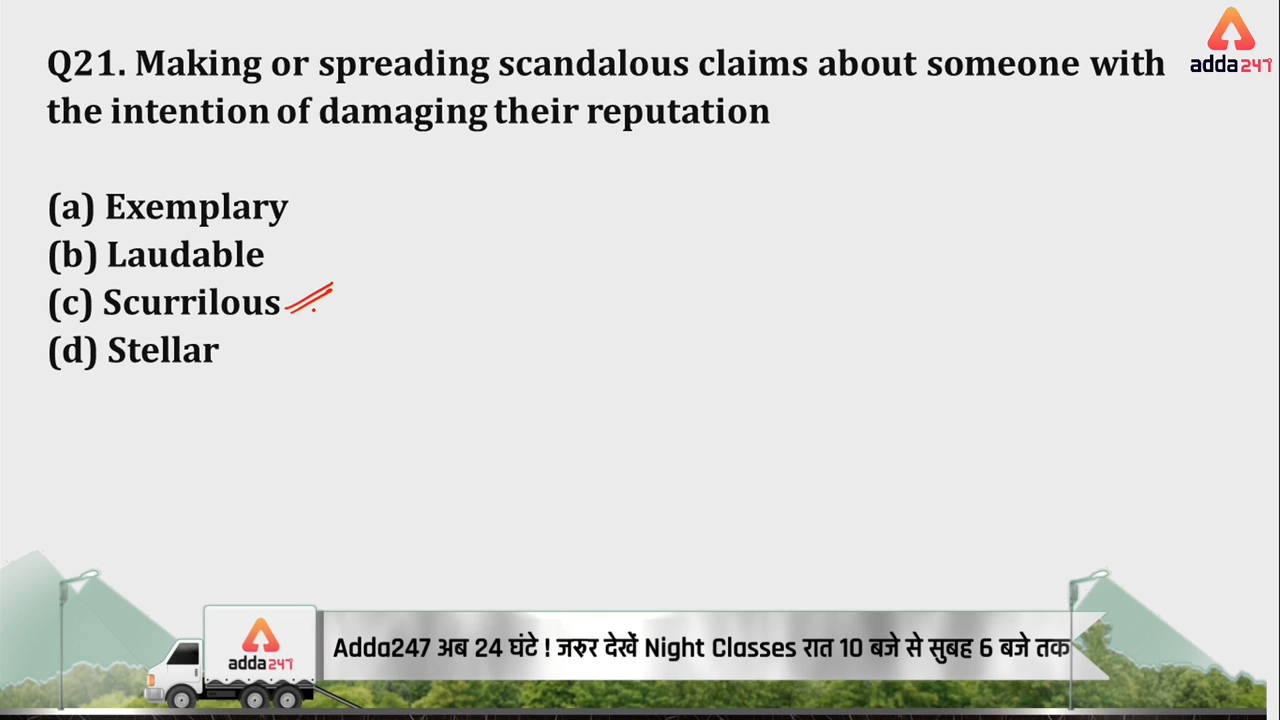 Q21. Making or spreading scandalous claims about someone with
the intention of damaging their reputation
adda247
(a) Exemplary
(b) Laudable
(c) Scurrilous
(d) Stellar
adda247
Adda247 अब 24 घंटे ! जरुर देखें Night Classes रात 10 बजे से सुबह 6 बजे तक